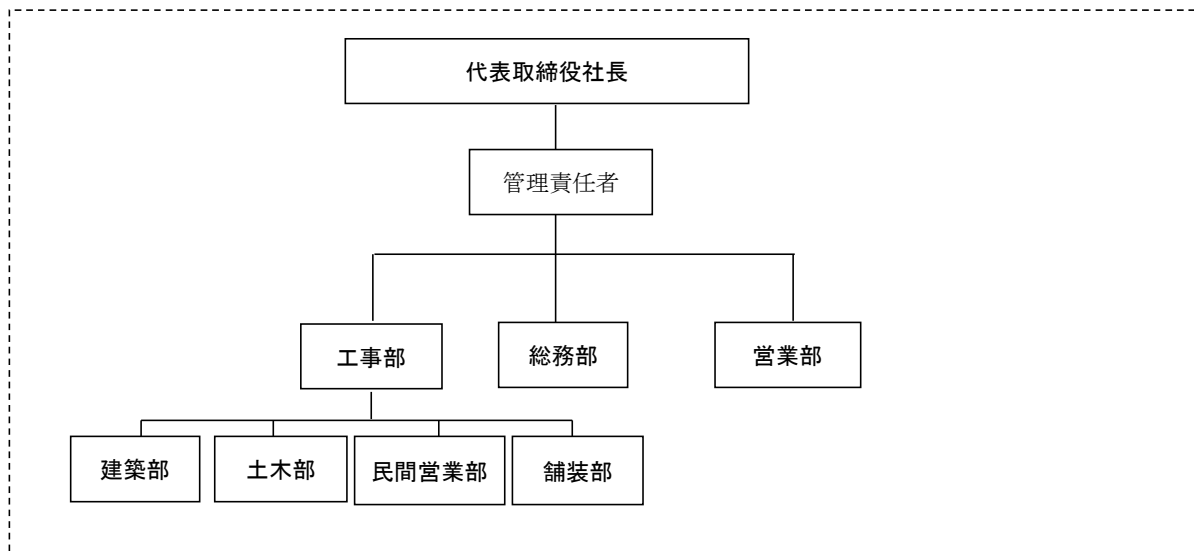 代表取締役社長
管理責任者
工事部
総務部
営業部
建築部
土木部
民間営業部
舗装部